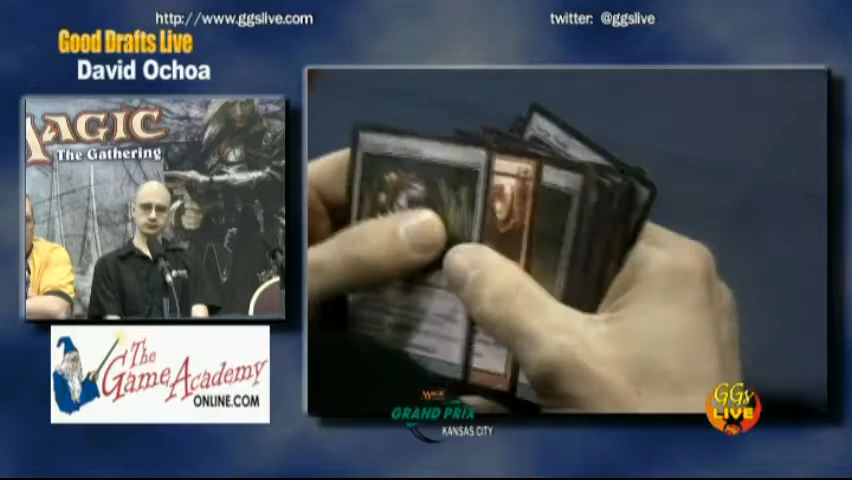 http://www.ggslive.com
twitter: @ggslive
Good Drafts Live
David Ochoa
MAGIC
The Gathering
The
Game Academy
ONLINE.COM
MAGIC
GRAND PRIX
KANSAS CITY
GGs
LIVE